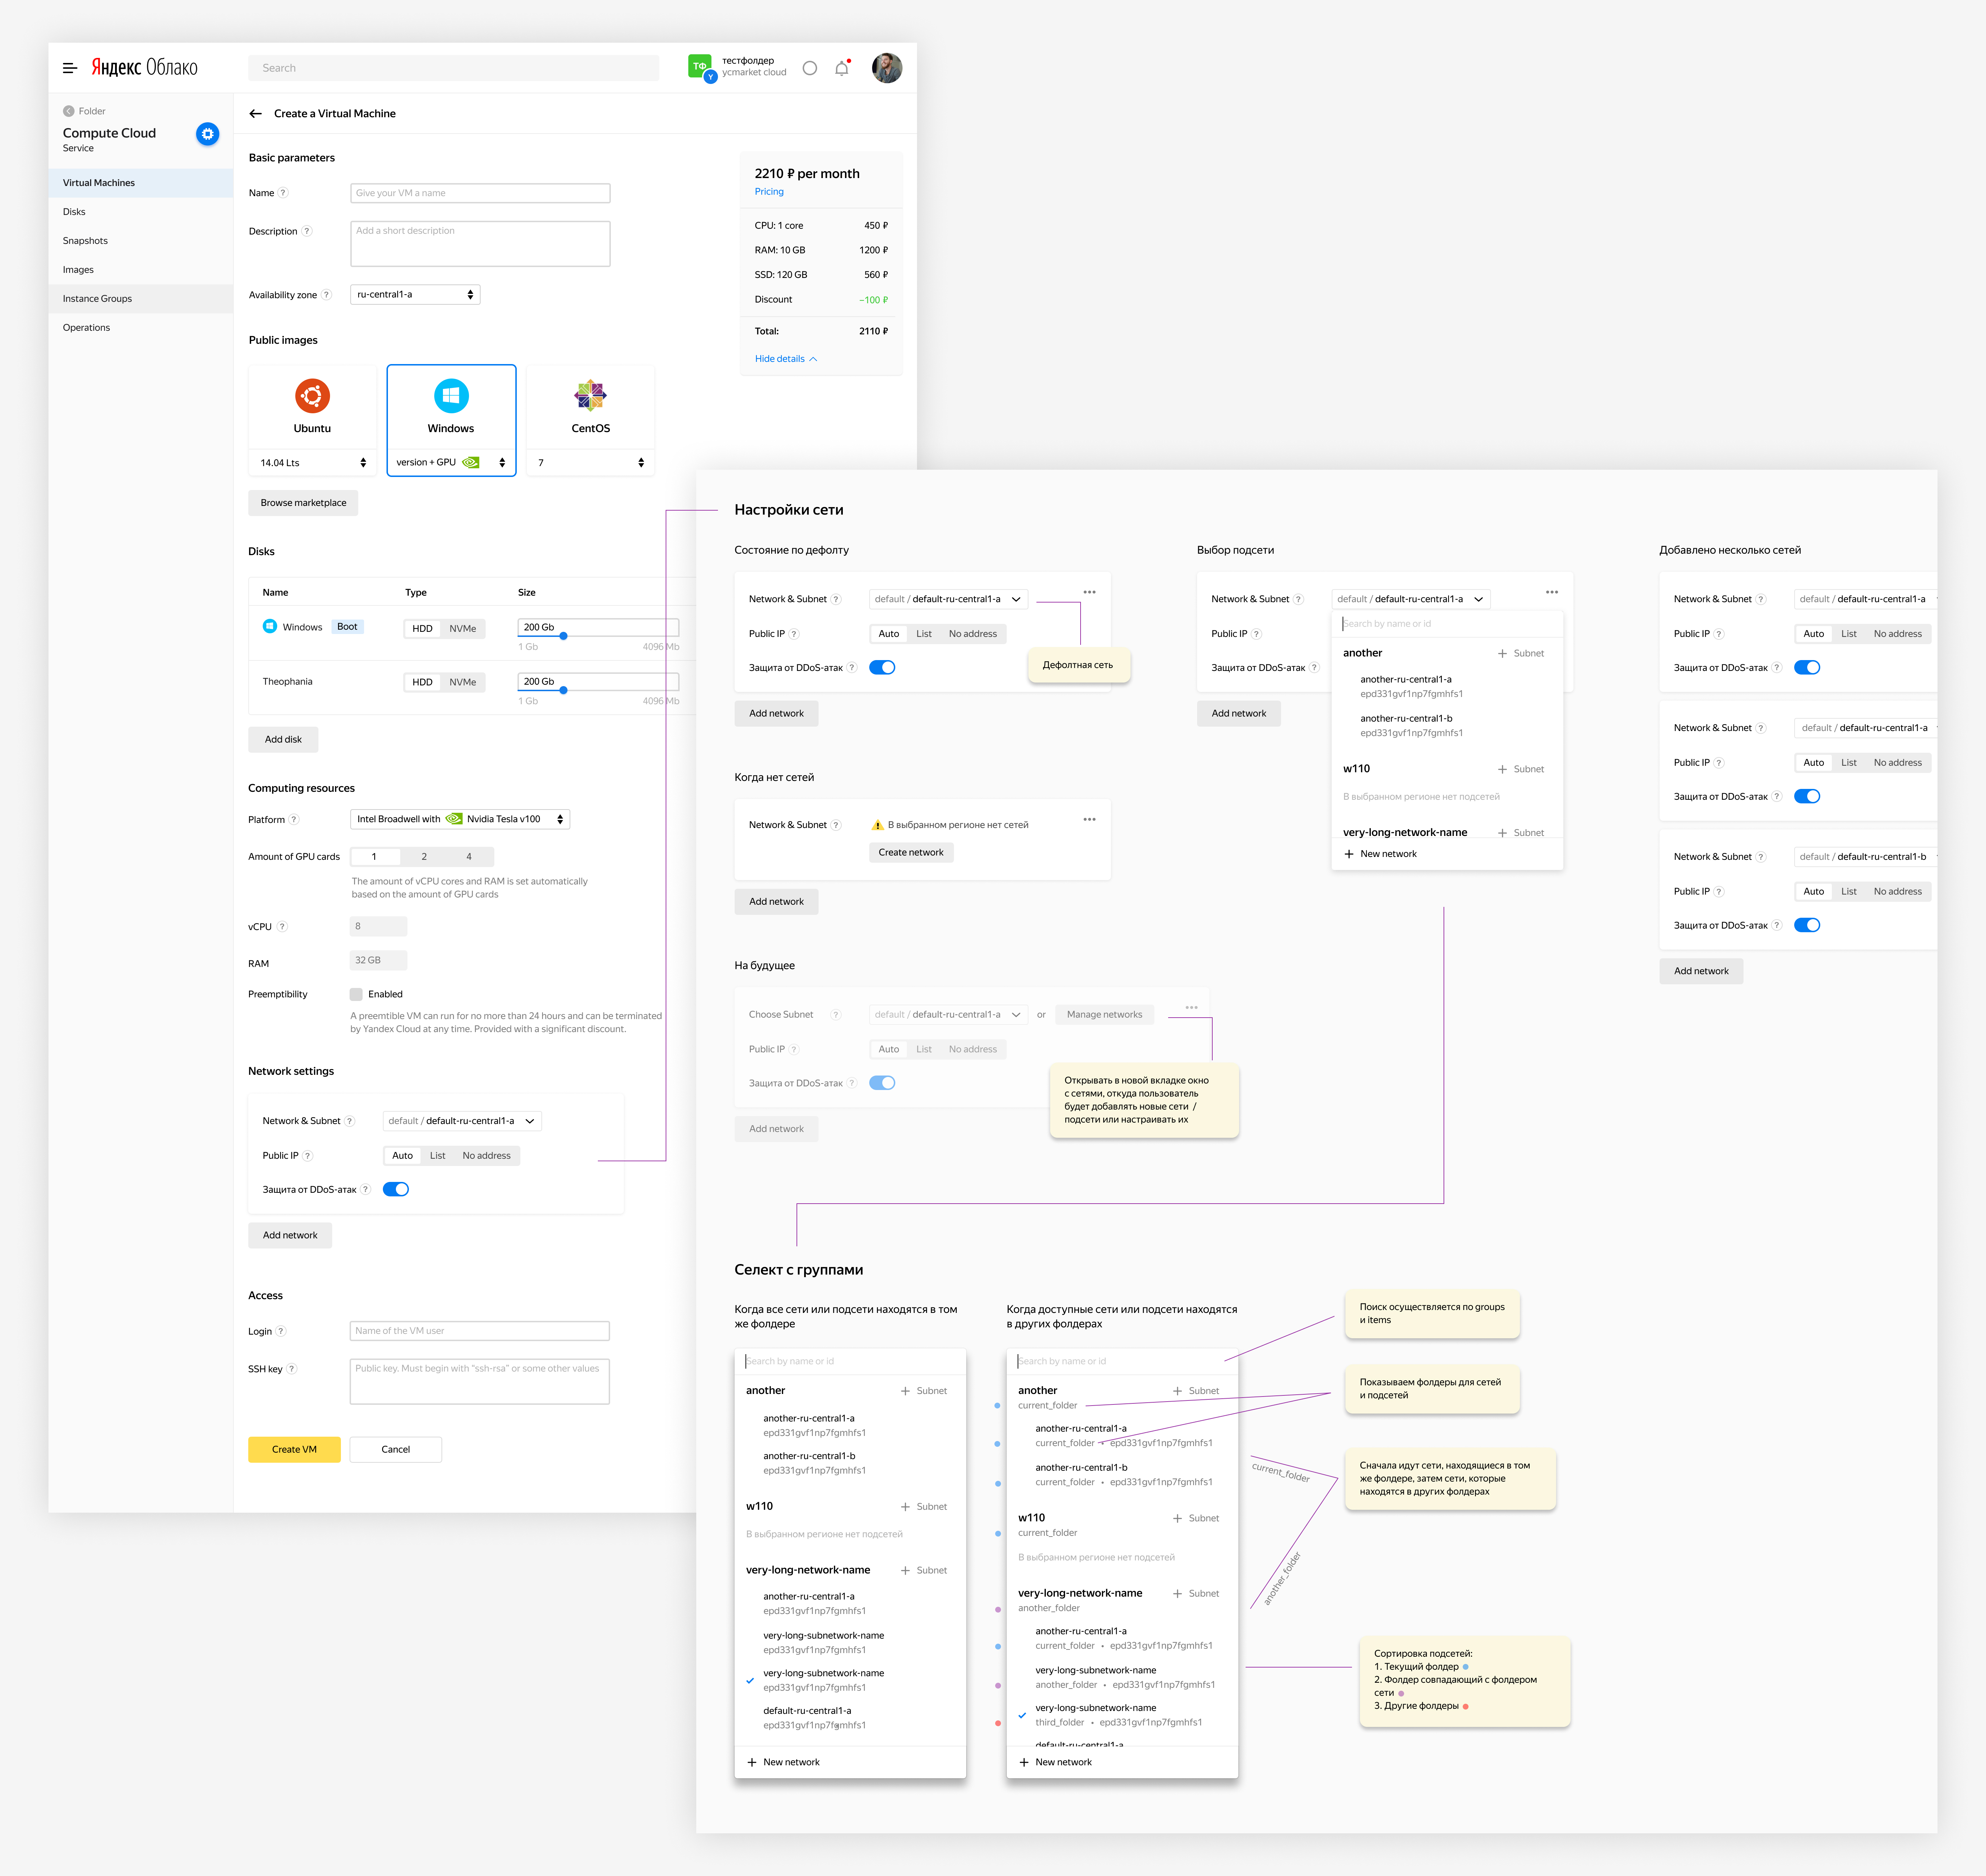 Яндекс Облако
Search
ТФ
Y
тестфолдер
ycmarket cloud
Folder
Compute Cloud
Service
Virtual Machines
Disks
Snapshots
Images
Instance Groups
Operations
Create a Virtual Machine
Basic parameters
Name ?
Give your VM a name
Description ?
Add a short description
Availability zone ?
ru-central1-a
2210 ₽ per month
Pricing
CPU: 1 core 450 ₽
RAM: 10 GB 1200 ₽
SSD: 120 GB 560 ₽
Discount −100 ₽
Total: 2110 ₽
Hide details
Public images
Ubuntu
14.04 Lts
Windows
version + GPU
CentOS
7
Browse marketplace
Disks
Name Type Size
Windows Boot HDD NVMe 200 Gb
1 Gb 4096 Mb
Theophania HDD NVMe 200 Gb
1 Gb 4096 Mb
Add disk
Computing resources
Platform ? Intel Broadwell with Nvidia Tesla v100
Amount of GPU cards 1 2 4
The amount of vCPU cores and RAM is set automatically
based on the amount of GPU cards
vCPU ? 8
RAM 32 GB
Preemptibility Enabled
A preemtible VM can run for no more than 24 hours and can be terminated
by Yandex Cloud at any time. Provided with a significant discount.
Network settings
Network & Subnet ? default / default-ru-central1-a
Public IP ? Auto List No address
Защита от DDoS-атак ?
Add network
Access
Login ? Name of the VM user
SSH key ? Public key. Must begin with "ssh-rsa" or some other values
Create VM Cancel
Настройки сети
Состояние по дефолту
Network & Subnet ? default / default-ru-central1-a
Public IP ? Auto List No address
Защита от DDoS-атак ?
Дефолтная сеть
Add network
Когда нет сетей
Network & Subnet ? В выбранном регионе нет сетей
Create network
Add network
На будущее
Choose Subnet ? default / default-ru-central1-a or Manage networks
Public IP ? Auto List No address
Защита от DDoS-атак ?
Открывать в новой вкладке окно
с сетями, откуда пользователь
будет добавлять новые сети /
подсети или настраивать их
Add network
Выбор подсети
Network & Subnet ? default / default-ru-central1-a
Public IP ?
Защита от DDoS-атак ?
Add network
Search by name or id
another + Subnet
another-ru-central1-a
epd331gvf1np7fgmhfs1
another-ru-central1-b
epd331gvf1np7fgmhfs1
w110 + Subnet
В выбранном регионе нет подсетей
very-long-network-name + Subnet
+ New network
Добавлено несколько сетей
Network & Subnet ? default / default-ru-central1-a
Public IP ? Auto List No address
Защита от DDoS-атак ?
Network & Subnet ? default / default-ru-central1-a
Public IP ? Auto List No address
Защита от DDoS-атак ?
Network & Subnet ? default / default-ru-central1-b
Public IP ? Auto List No address
Защита от DDoS-атак ?
Add network
Селект с группами
Когда все сети или подсети находятся в том
же фолдере
Search by name or id
another + Subnet
another-ru-central1-a
epd331gvf1np7fgmhfs1
another-ru-central1-b
epd331gvf1np7fgmhfs1
w110 + Subnet
В выбранном регионе нет подсетей
very-long-network-name + Subnet
another-ru-central1-a
epd331gvf1np7fgmhfs1
very-long-subnetwork-name
epd331gvf1np7fgmhfs1
very-long-subnetwork-name
epd331gvf1np7fgmhfs1
default-ru-central1-a
epd331gvf1np7fgmhfs1
+ New network
Когда доступные сети или подсети находятся
в других фолдерах
Search by name or id
another + Subnet
current_folder
another-ru-central1-a
current_folder • epd331gvf1np7fgmhfs1
another-ru-central1-b
current_folder • epd331gvf1np7fgmhfs1
w110 + Subnet
current_folder
В выбранном регионе нет подсетей
very-long-network-name + Subnet
another_folder
another-ru-central1-a
current_folder • epd331gvf1np7fgmhfs1
very-long-subnetwork-name
another_folder • epd331gvf1np7fgmhfs1
very-long-subnetwork-name
third_folder • epd331gvf1np7fgmhfs1
default-ru-central1-a
+ New network
current_folder
another_folder
Поиск осуществляется по groups
и items
Показываем фолдеры для сетей
и подсетей
Сначала идут сети, находящиеся в том
же фолдере, затем сети, которые
находятся в других фолдерах
Сортировка подсетей:
1. Текущий фолдер
2. Фолдер совпадающий с фолдером
сети
3. Другие фолдеры